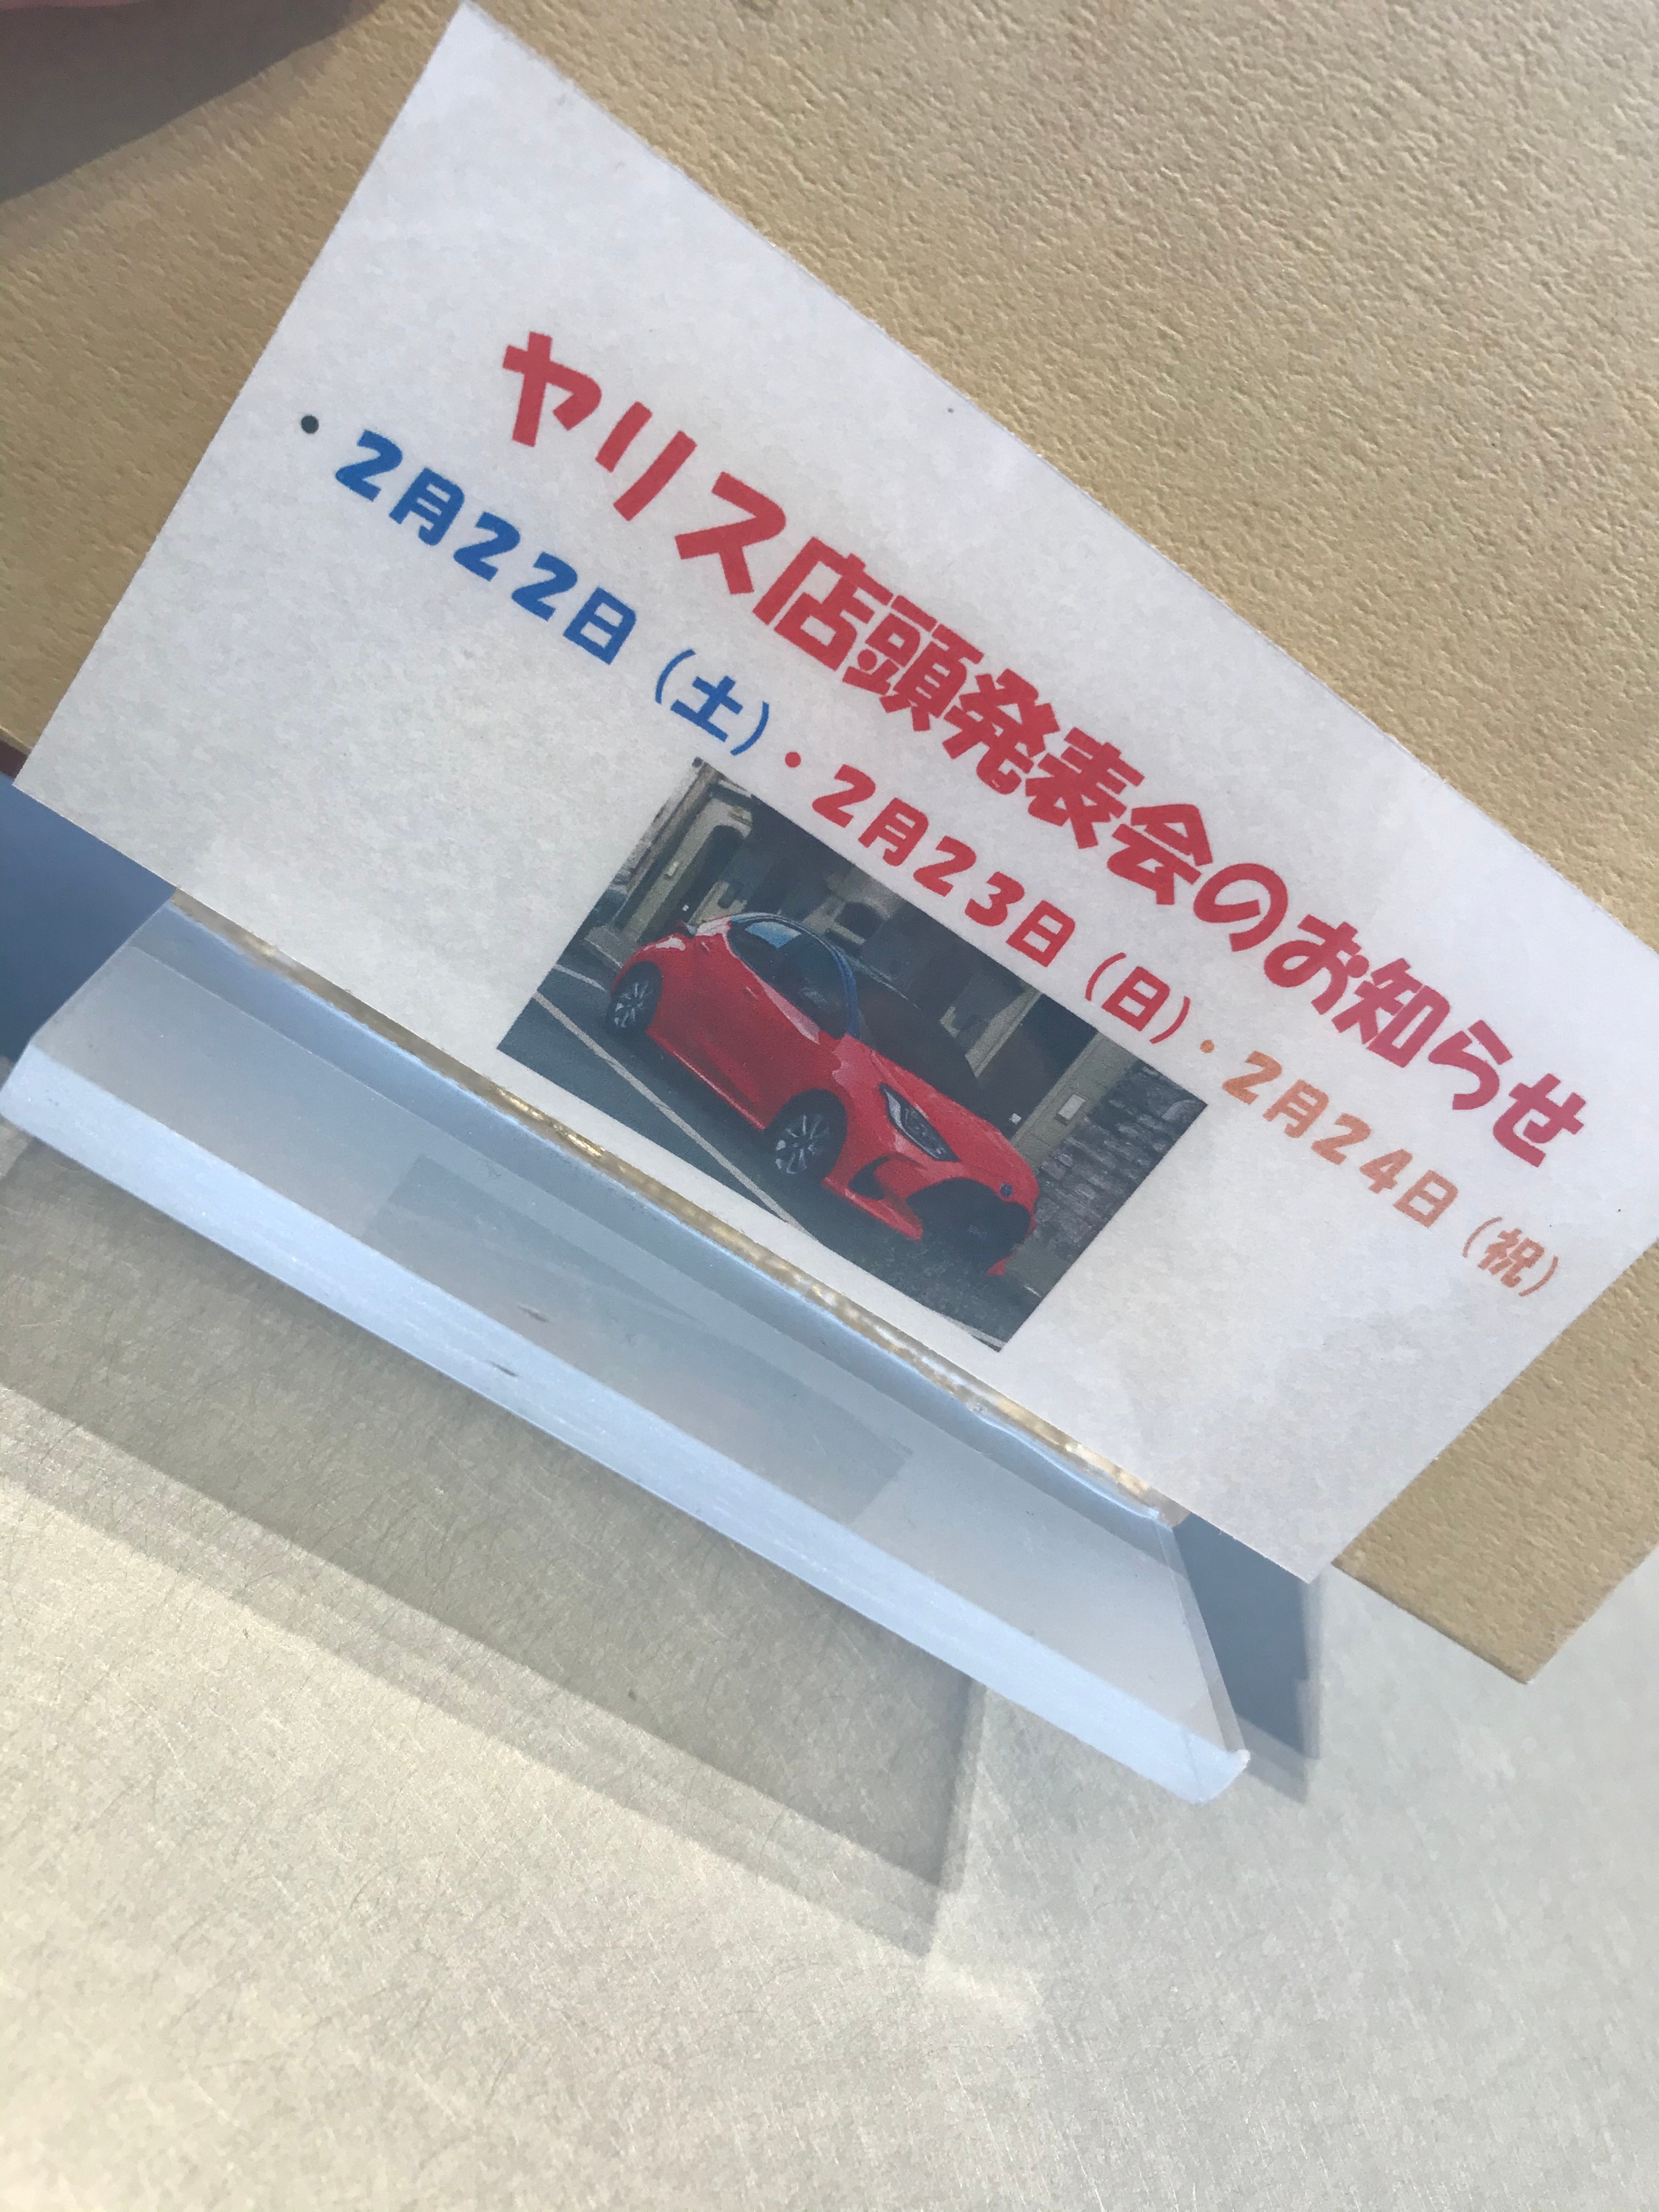 ヤリス店頭発表会のお知らせ
・2月22日（土）・2月23日（日）・2月24日（祝）